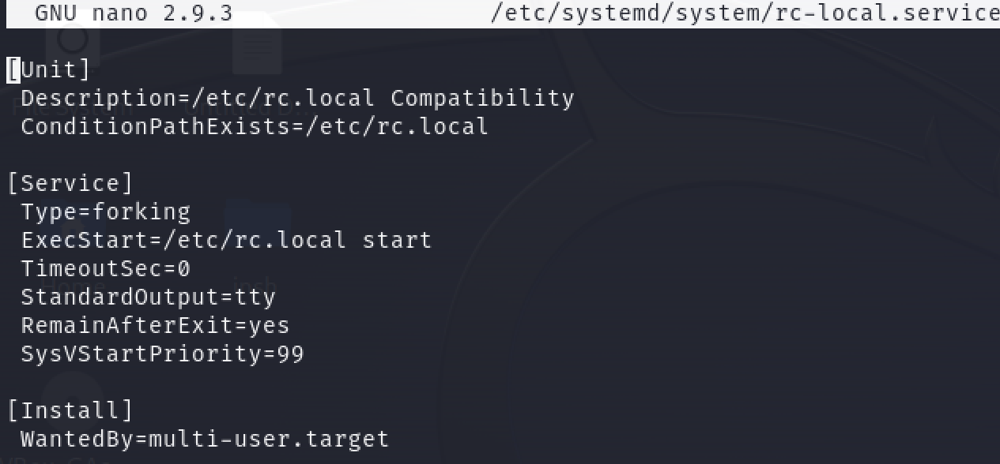 GNU nano 2.9.3 /etc/systemd/system/rc-local.service
[Unit]
Description=/etc/rc.local Compatibility
ConditionPathExists=/etc/rc.local
[Service]
Type=forking
ExecStart=/etc/rc.local start
TimeoutSec=0
StandardOutput=tty
RemainAfterExit=yes
SysVStartPriority=99
[Install]
WantedBy=multi-user.target